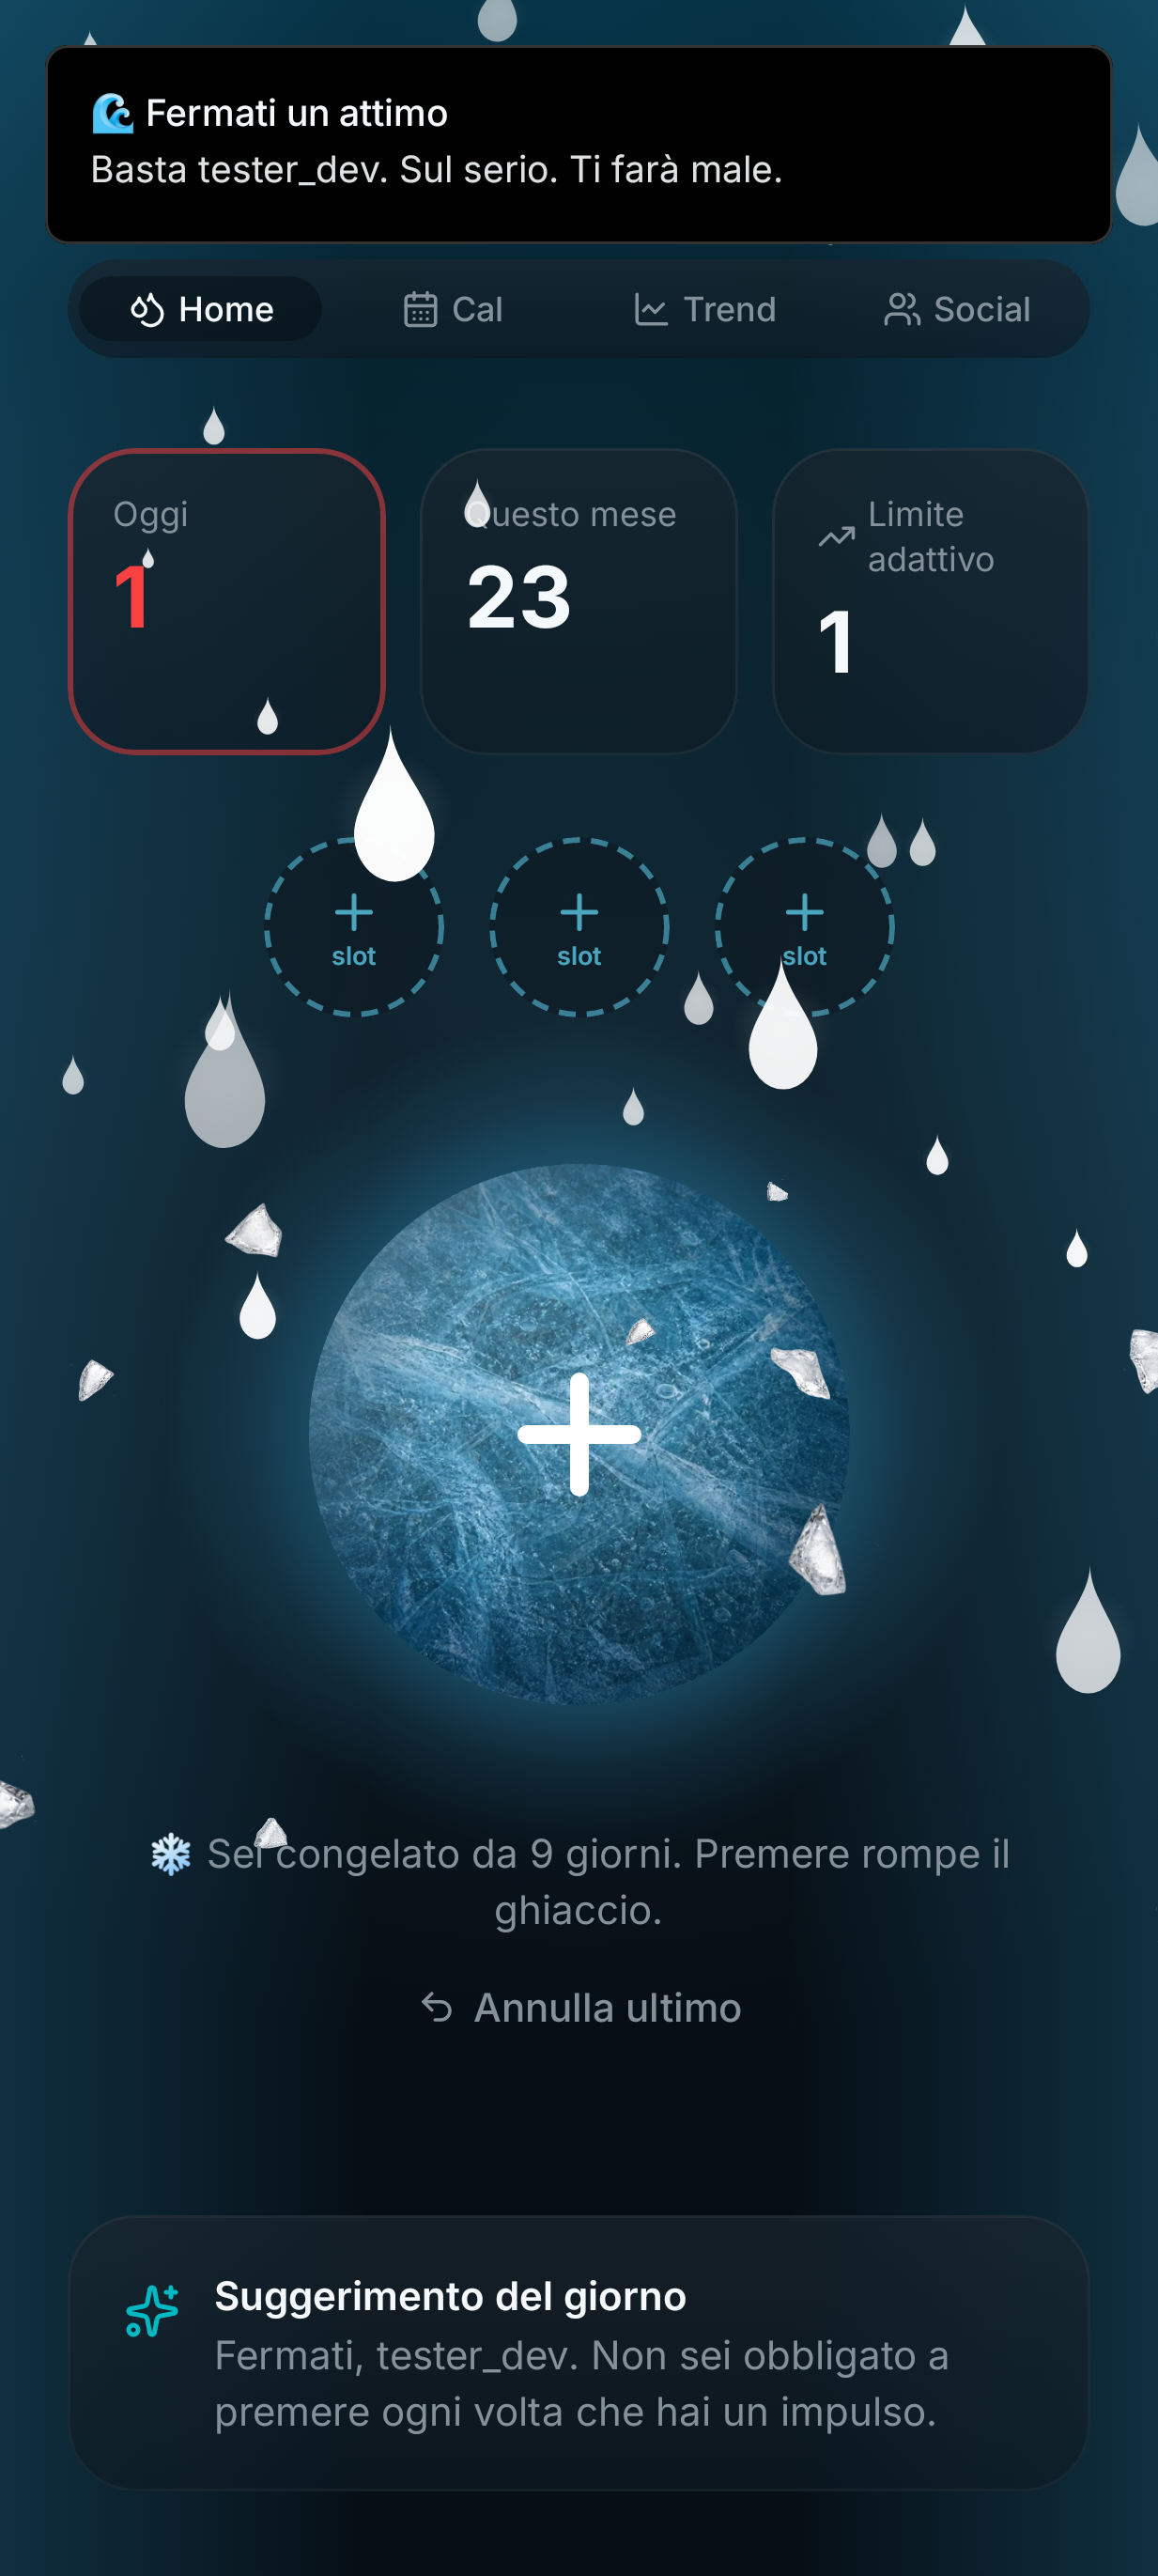 🌊 Fermati un attimo
Basta tester_dev. Sul serio. Ti farà male.
Home
Cal
Trend
Social
Oggi
1
Questo mese
23
Limite
adattivo
1
slot
slot
slot
❄️ Sei congelato da 9 giorni. Premere rompe il
ghiaccio.
Annulla ultimo
Suggerimento del giorno
Fermati, tester_dev. Non sei obbligato a
premere ogni volta che hai un impulso.